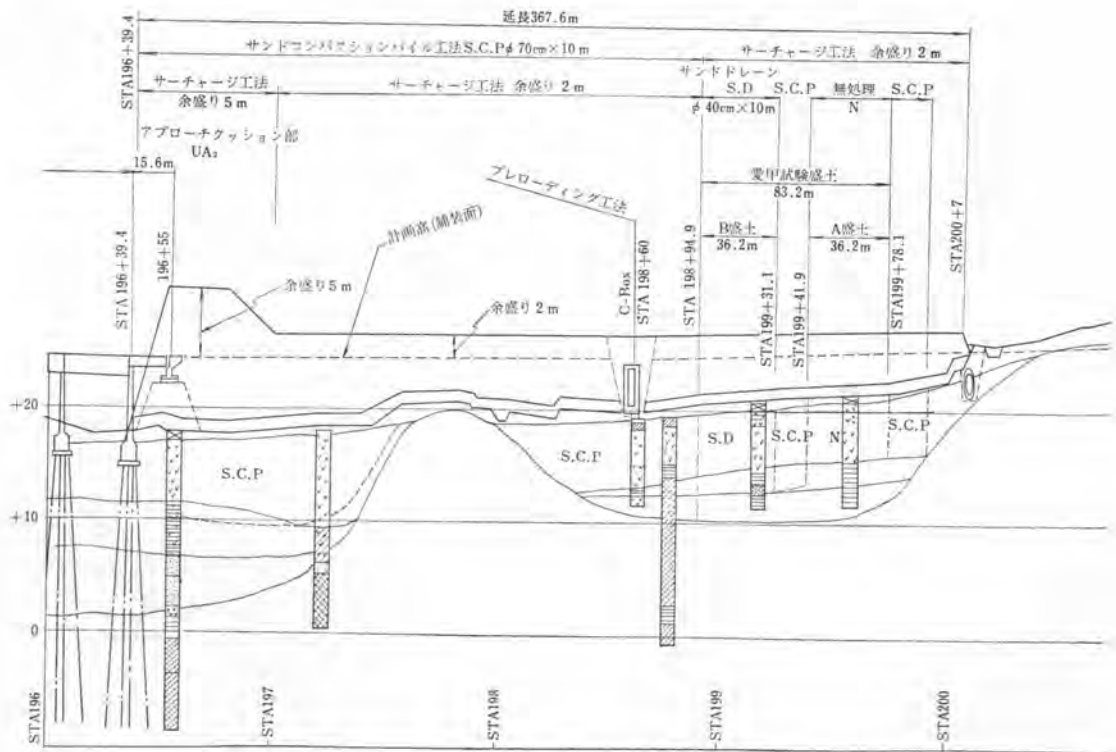 延長367.6m
サンドコンパクションパイル工法S.C.Pφ70cm×10m
サーチャージ工法 余盛り2m
STA196+39.4
サーチャージ工法
余盛り5m
サーチャージ工法 余盛り2m
サンドドレーン
S.D
φ40cm×10m
S.C.P
無処理
N
S.C.P
アプローチクッション部
UA₂
15.6m
愛甲試験盛土
83.2m
プレローディング工法
B盛土
36.2m
A盛土
36.2m
計画高(舗装面)
STA196+39.4
196+55
余盛り5m
余盛り2m
C-Box
STA 198+60
STA 198+94.9
STA199+31.1
STA199+41.9
STA199+78.1
STA200+7
+20
+10
0
S.C.P
S.C.P
S.D
S.C.P
N
S.C.P
STA196
STA197
STA198
STA199
STA200